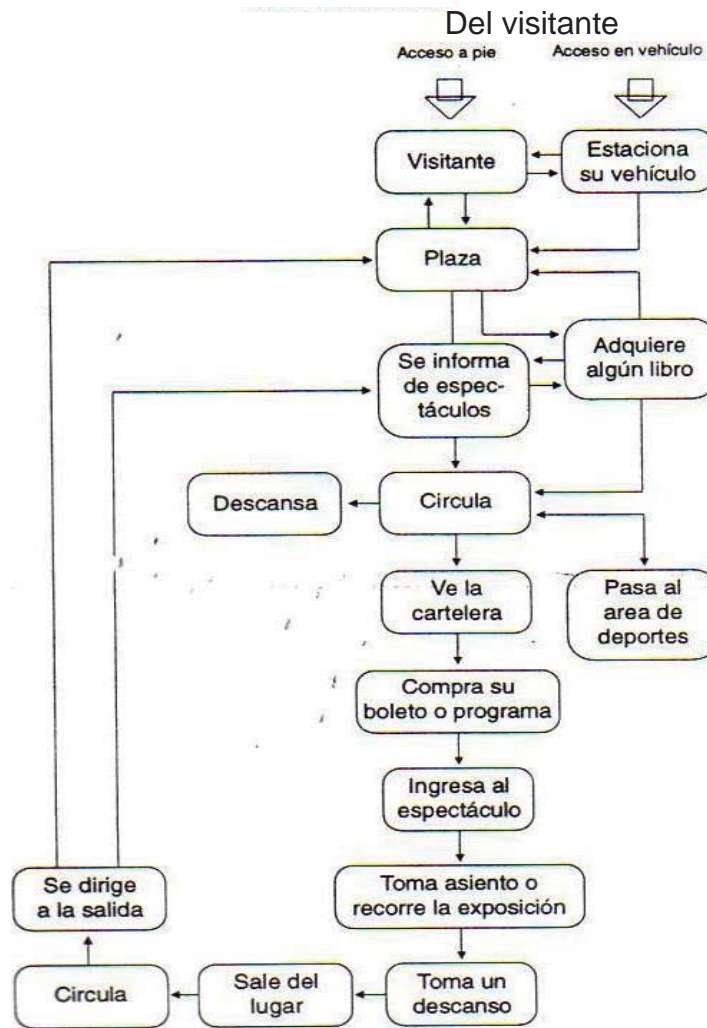 Del visitante
Acceso a pie
Acceso en vehículo
Visitante
Estaciona
su vehículo
Plaza
Se informa
de espec-
táculos
Adquiere
algún libro
Descansa
Circula
Ve la
cartelera
Pasa al
area de
deportes
Compra su
boleto o programa
Ingresa al
espectáculo
Toma asiento o
recorre la exposición
Se dirige
a la salida
Circula
Sale del
lugar
Toma un
descanso